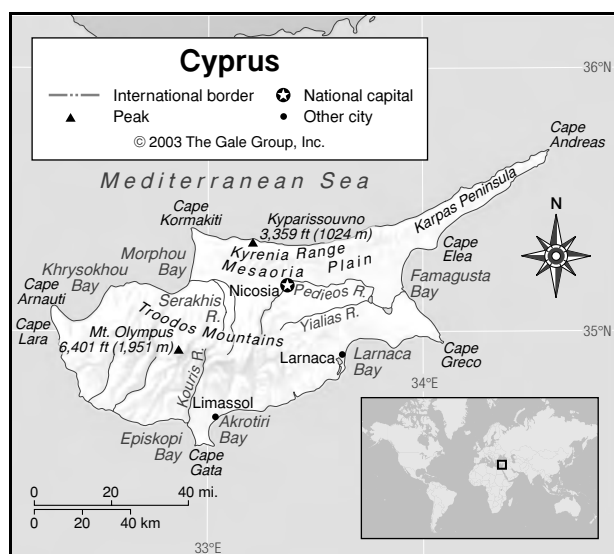 Cyprus
International border
National capital
Peak
Other city
© 2003 The Gale Group, Inc.
36°N
Cape
Andreas
Mediterranean Sea
Karpas Peninsula
Cape
Kormakiti
Kyparissouvno
3,359 ft (1024 m)
N
Kyrenia Range
Cape
Elea
Morphou
Bay
Mesaoria Plain
Khrysokhou
Bay
Famagusta
Bay
Nicosia
Pedieos R.
Serakhis
R.
Cape
Arnauti
Troodos Mountains
Yialias R.
Cape
Lara
Mt. Olympus
6,401 ft (1,951 m)
35°N
Cape
Greco
Larnaca
Larnaca
Bay
Kouris R.
34°E
Limassol
Akrotiri
Bay
Episkopi
Bay
Cape
Gata
0 20 40 mi.
0 20 40 km
33°E